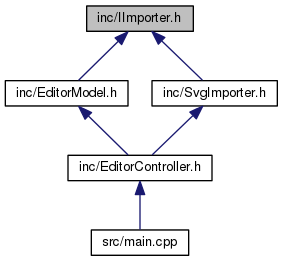 inc/IImporter.h
inc/EditorModel.h
inc/SvgImporter.h
inc/EditorController.h
src/main.cpp